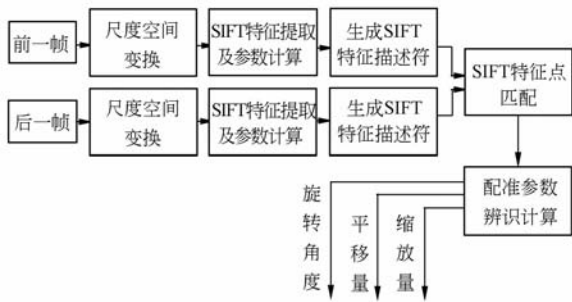 前一帧
尺度空间
变换
SIFT特征提取
及参数计算
生成SIFT
特征描述符
后一帧
尺度空间
变换
SIFT特征提取
及参数计算
生成SIFT
特征描述符
SIFT特征点
匹配
配准参数
辨识计算
旋转角度
平移量
缩放量